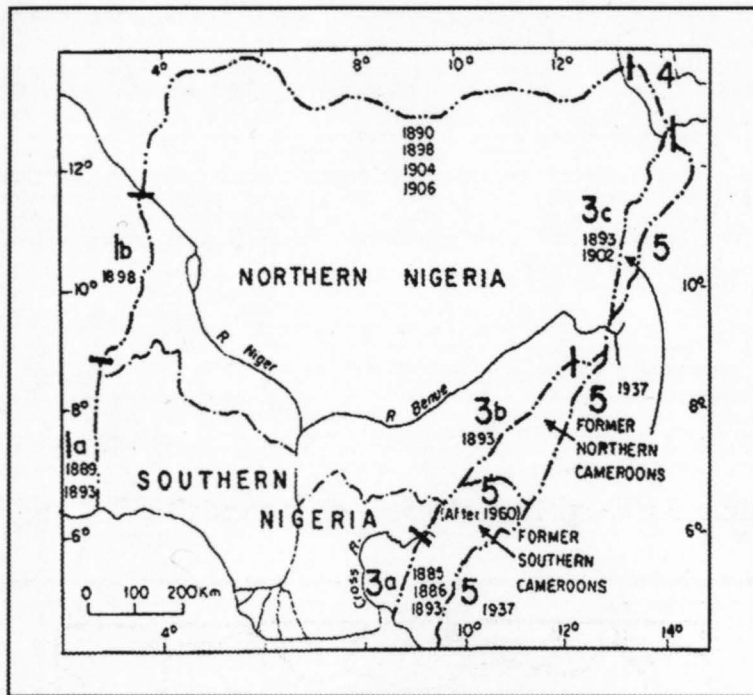 4° 8° 10° 12°
4
12°
1890
1898
1904
1906
3c
1893
1902
5
1b
1898
10°
NORTHERN NIGERIA
10°
R Niger
8°
R Benue
3b
1893
5
1937
8°
FORMER
NORTHERN
CAMEROONS
1a
1889
1893
SOUTHERN
NIGERIA
5
(After 1960)
6°
6°
FORMER
SOUTHERN
CAMEROONS
Cross R.
3a
1885
1886
1893
5
1937
0 100 200 Km
4° 10° 12° 14°